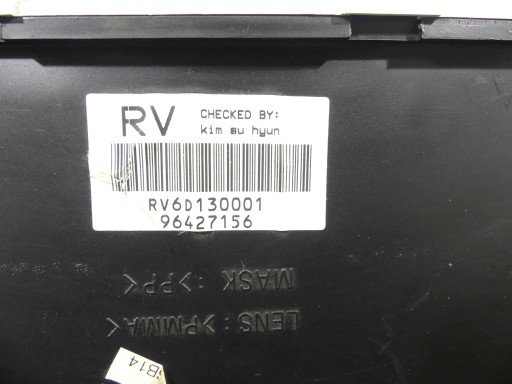 RV CHECKED BY:
kim su hyun
RV6D130001
96427156
MASK : >PP<
LENS : >PMMA<
B14